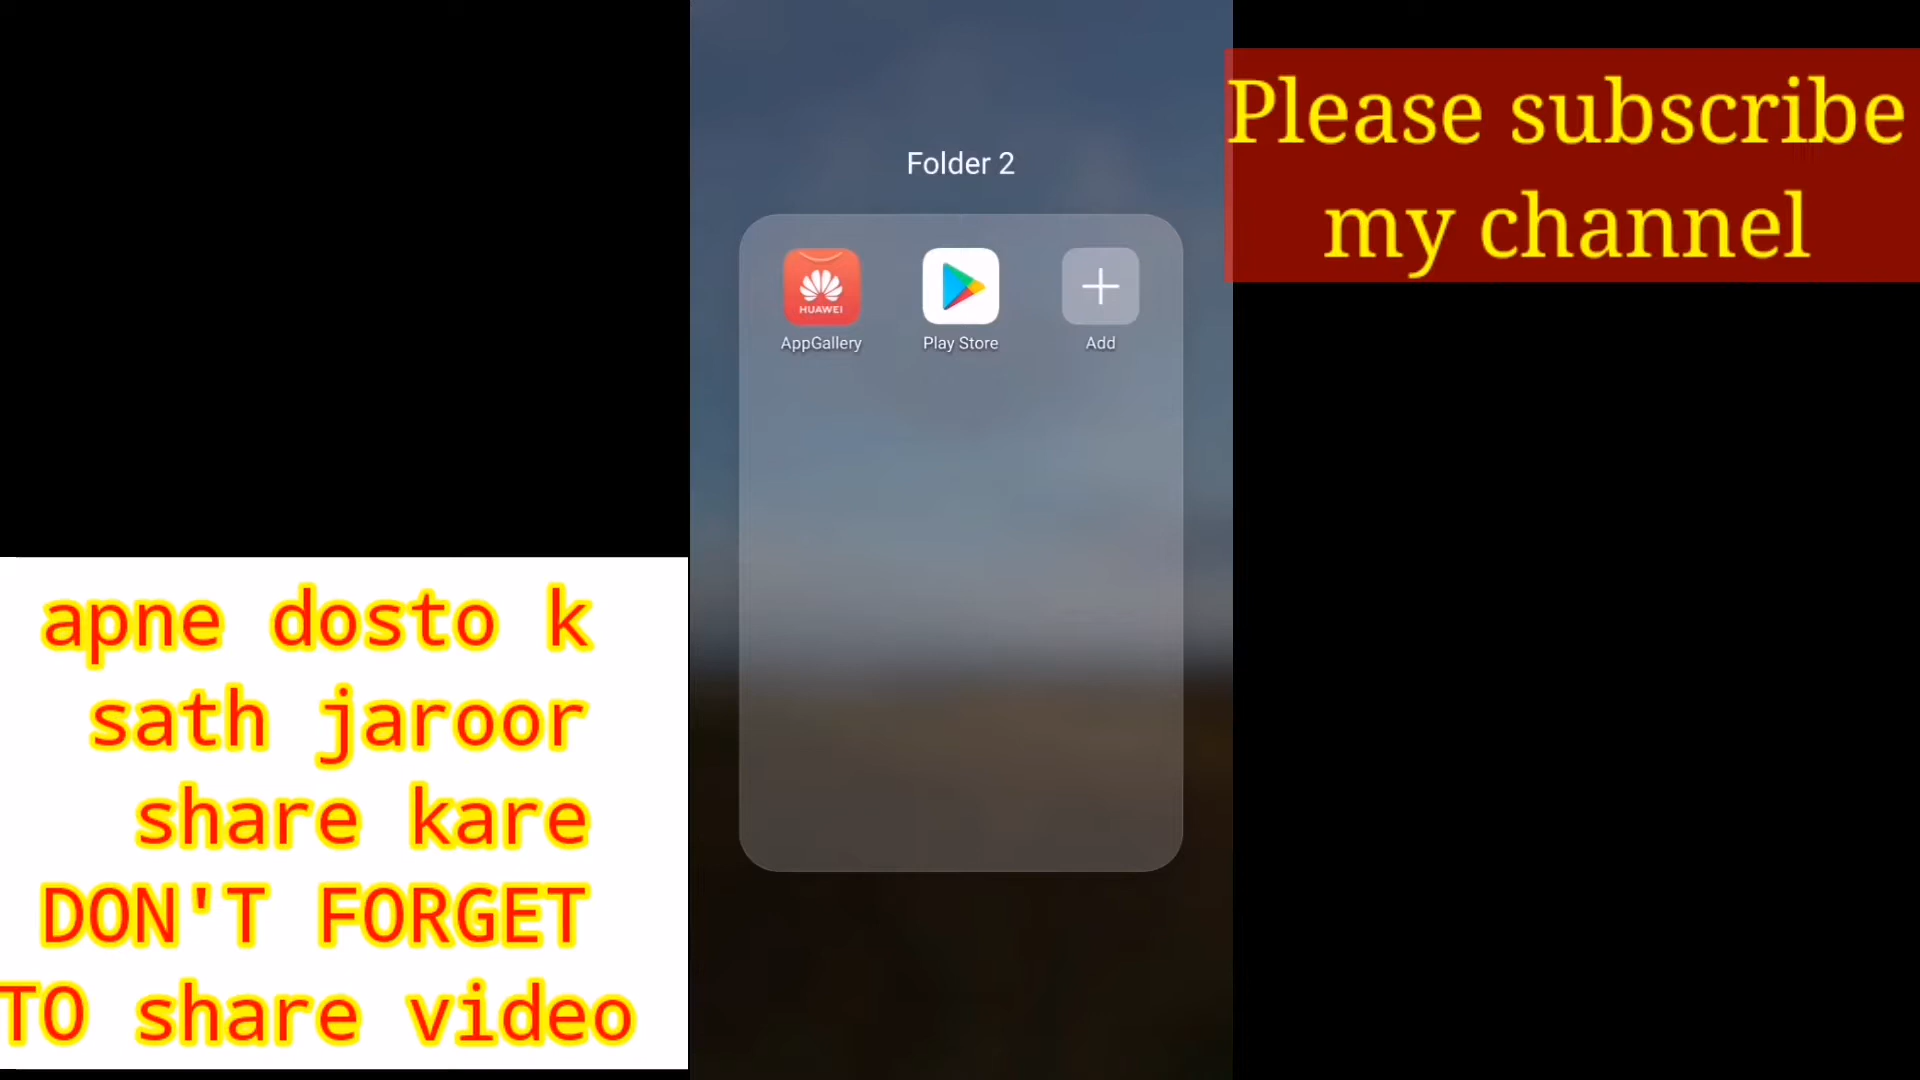 Please subscribe
my channel
Folder 2
HUAWEI
AppGallery
Play Store
Add
apne dosto k
sath jaroor
share kare
DON'T FORGET
TO share video